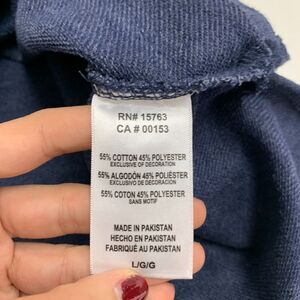 RN# 15763
CA # 00153
55% COTTON 45% POLYESTER
EXCLUSIVE OF DECORATION
55% ALGODÓN 45% POLIÉSTER
EXCLUSIVO DE DECORACIÓN
55% COTON 45% POLYESTER
SANS MOTIF
MADE IN PAKISTAN
HECHO EN PAKISTAN
FABRIQUÉ AU PAKISTAN
L/G/G